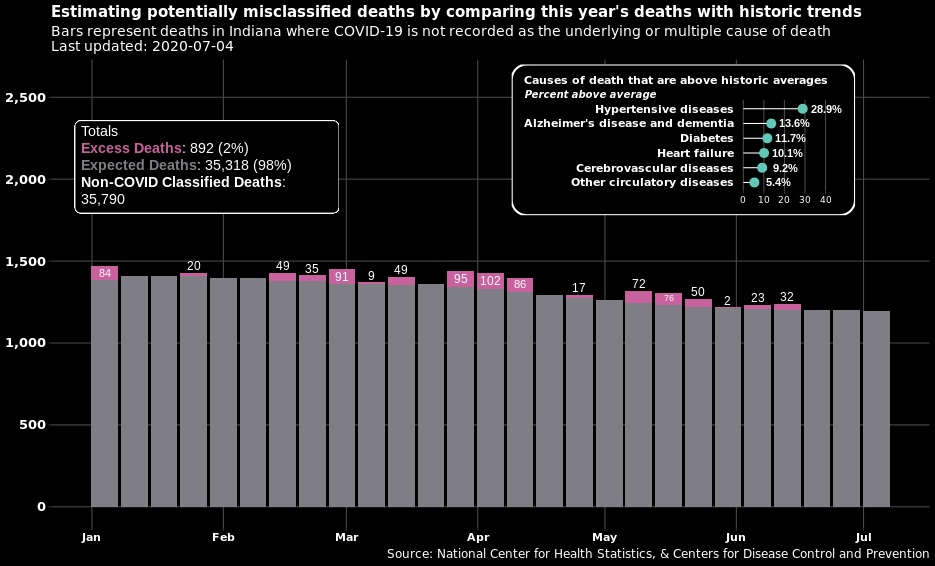 Estimating potentially misclassified deaths by comparing this year's deaths with historic trends
Bars represent deaths in Indiana where COVID-19 is not recorded as the underlying or multiple cause of death
Last updated: 2020-07-04
Totals
Excess Deaths: 892 (2%)
Expected Deaths: 35,318 (98%)
Non-COVID Classified Deaths:
35,790
Causes of death that are above historic averages
Percent above average
Hypertensive diseases 28.9%
Alzheimer's disease and dementia 13.6%
Diabetes 11.7%
Heart failure 10.1%
Cerebrovascular diseases 9.2%
Other circulatory diseases 5.4%
0 10 20 30 40
2,500
2,000
1,500
1,000
500
0
84 20 49 35 91 9 49 95 102 86 17 72 76 50 2 23 32
Jan Feb Mar Apr May Jun Jul
Source: National Center for Health Statistics, & Centers for Disease Control and Prevention